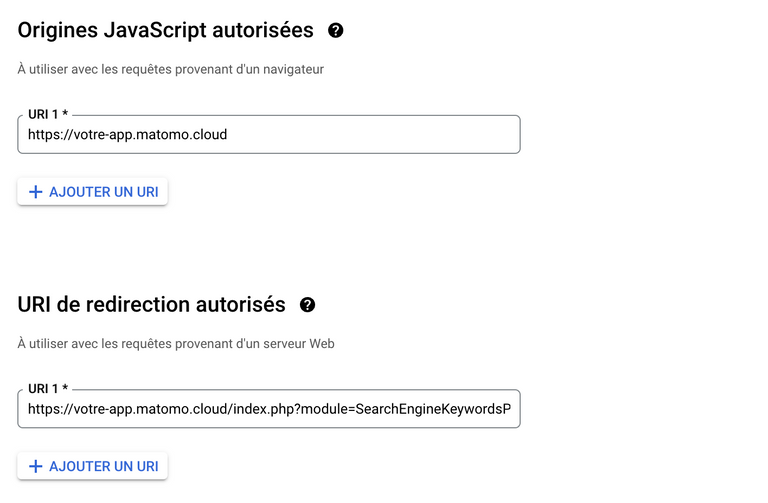 Origines JavaScript autorisées
À utiliser avec les requêtes provenant d'un navigateur
URI 1 *
https://votre-app.matomo.cloud
AJOUTER UN URI
URI de redirection autorisés
À utiliser avec les requêtes provenant d'un serveur Web
URI 1 *
https://votre-app.matomo.cloud/index.php?module=SearchEngineKeywordsP
AJOUTER UN URI